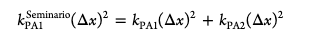 k_{PA1}^{Seminario}(Δx)² = k_{PA1}(Δx)² + k_{PA2}(Δx)²